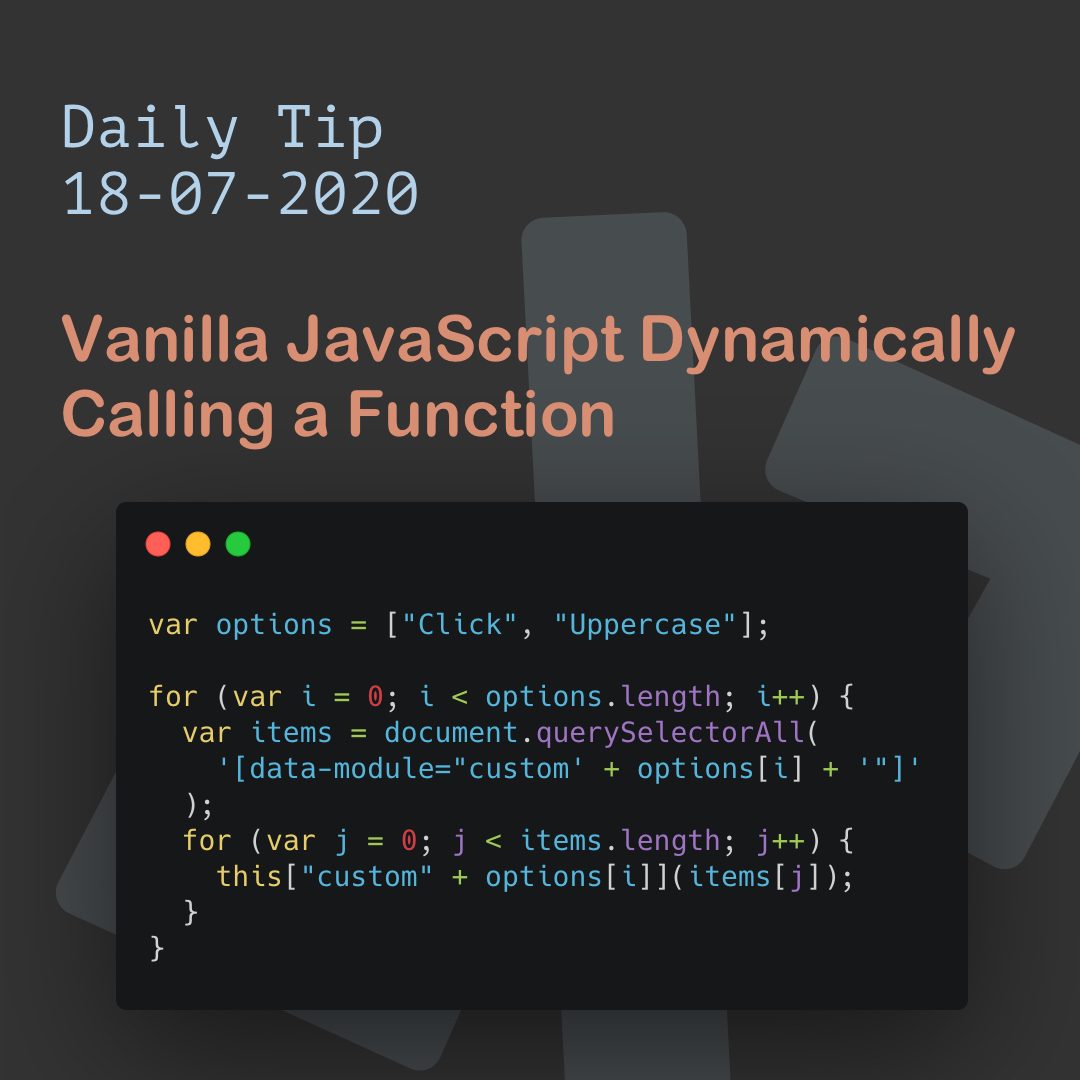 Daily Tip
18-07-2020
Vanilla JavaScript Dynamically
Calling a Function
var options = ["Click", "Uppercase"];
for (var i = 0; i < options.length; i++) {
  var items = document.querySelectorAll(
    '[data-module="custom' + options[i] + '"]'
  );
  for (var j = 0; j < items.length; j++) {
    this["custom" + options[i]](items[j]);
  }
}